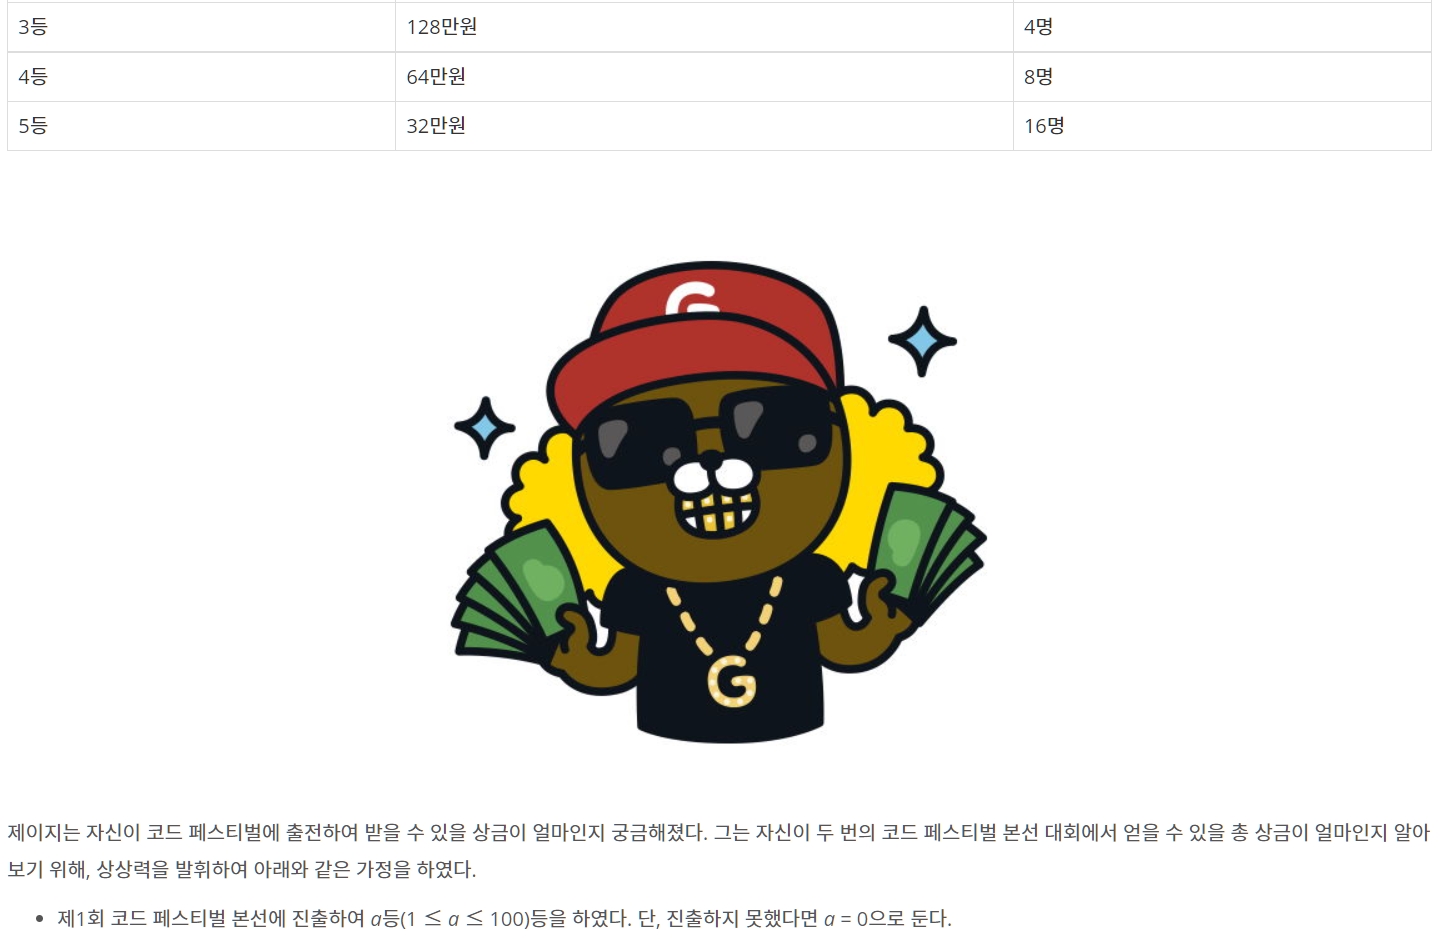 3등 128만원 4명
4등 64만원 8명
5등 32만원 16명
G
G
제이지는 자신이 코드 페스티벌에 출전하여 받을 수 있을 상금이 얼마인지 궁금해졌다. 그는 자신이 두 번의 코드 페스티벌 본선 대회에서 얻을 수 있을 총 상금이 얼마인지 알아
보기 위해, 상상력을 발휘하여 아래와 같은 가정을 하였다.
• 제1회 코드 페스티벌 본선에 진출하여 a등(1 ≤ a ≤ 100)등을 하였다. 단, 진출하지 못했다면 a = 0으로 둔다.